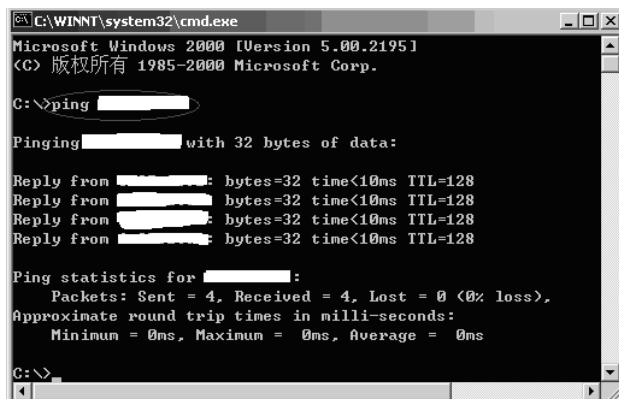 C:\WINNT\system32\cmd.exe
Microsoft Windows 2000 [Version 5.00.2195]
(C) 版权所有 1985-2000 Microsoft Corp.
C:\>ping
Pinging with 32 bytes of data:
Reply from : bytes=32 time<10ms TTL=128
Reply from bytes=32 time<10ms TTL=128
Reply from : bytes=32 time<10ms TTL=128
Reply from : bytes=32 time<10ms TTL=128
Ping statistics for :
Packets: Sent = 4, Received = 4, Lost = 0 (0% loss),
Approximate round trip times in milli-seconds:
Minimum = 0ms, Maximum = 0ms, Average = 0ms
C:\>_